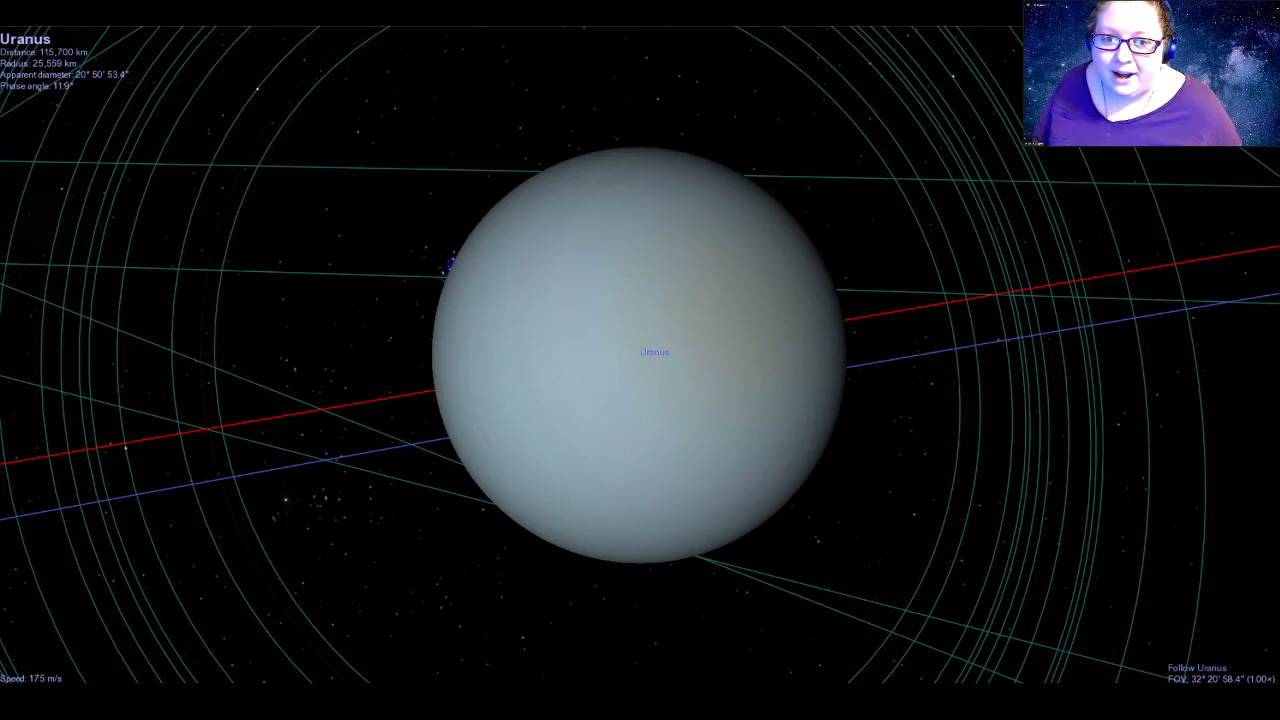 Uranus
Distance: 115,700 km
Radius: 25,559 km
Apparent diameter: 20° 50' 53.4"
Phase angle: 11.9°
Uranus
Speed: 175 m/s
Follow Uranus
FOV: 32° 20' 58.4" (1.00×)